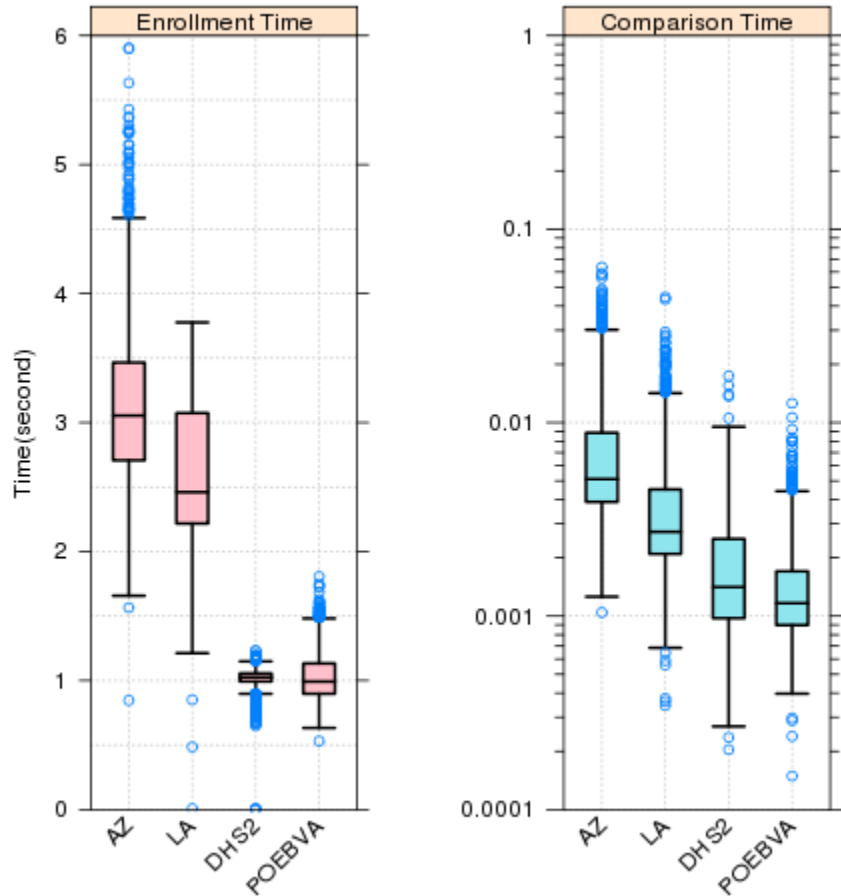 Enrollment Time
Comparison Time
Time(second)
6
5
4
3
2
1
0
AZ
LA
DHS2
POEBVA
1
0.1
0.01
0.001
0.0001
AZ
LA
DHS2
POEBVA